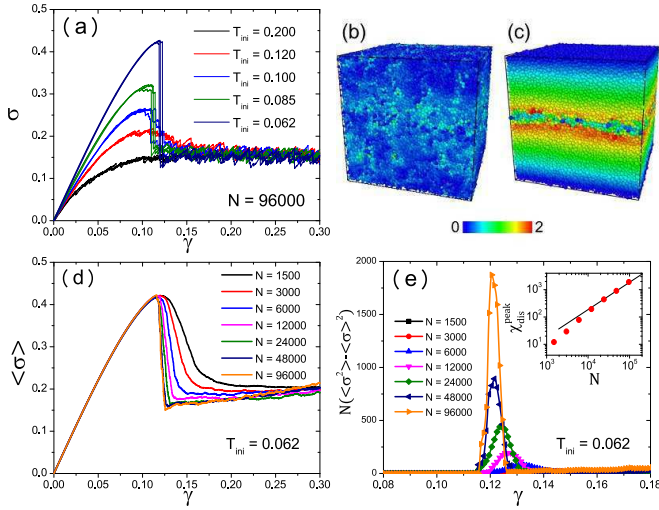 (a)
0.5
0.4
0.3
0.2
0.1
0.0
σ
T_ini = 0.200
T_ini = 0.120
T_ini = 0.100
T_ini = 0.085
T_ini = 0.062
N = 96000
0.00 0.05 0.10 0.15 0.20 0.25 0.30
γ
(b)
(c)
0 2
(d)
0.5
0.4
0.3
0.2
0.1
0.0
<σ>
N = 1500
N = 3000
N = 6000
N = 12000
N = 24000
N = 48000
N = 96000
T_ini = 0.062
0.00 0.05 0.10 0.15 0.20 0.25 0.30
γ
(e)
2000
1750
500
250
0
N(<σ²>-<σ>²)
N = 1500
N = 3000
N = 6000
N = 12000
N = 24000
N = 48000
N = 96000
χ_dis^peak
10³
10²
10¹
10³ 10⁴ 10⁵
N
T_ini = 0.062
0.08 0.10 0.12 0.14 0.16 0.18
γ